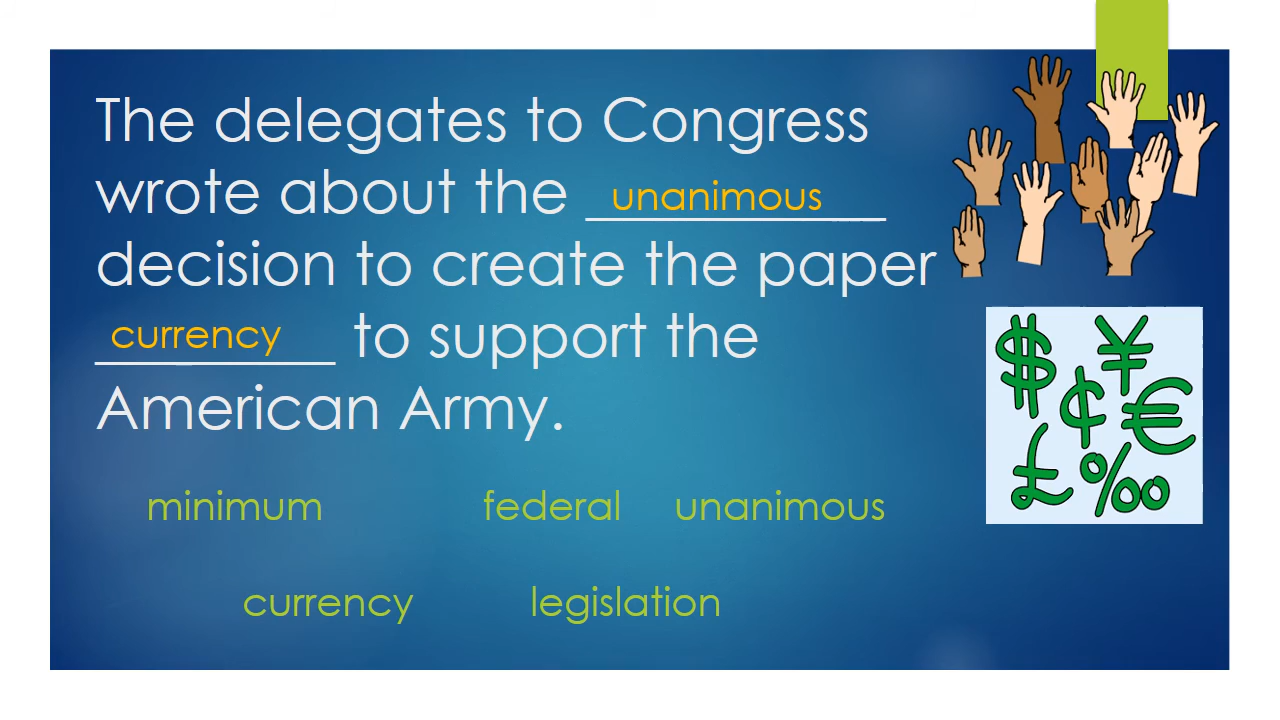 The delegates to Congress
wrote about the unanimous
decision to create the paper
currency to support the
American Army.
minimum federal unanimous
currency legislation
$ ¥
¢ €
£ ‰